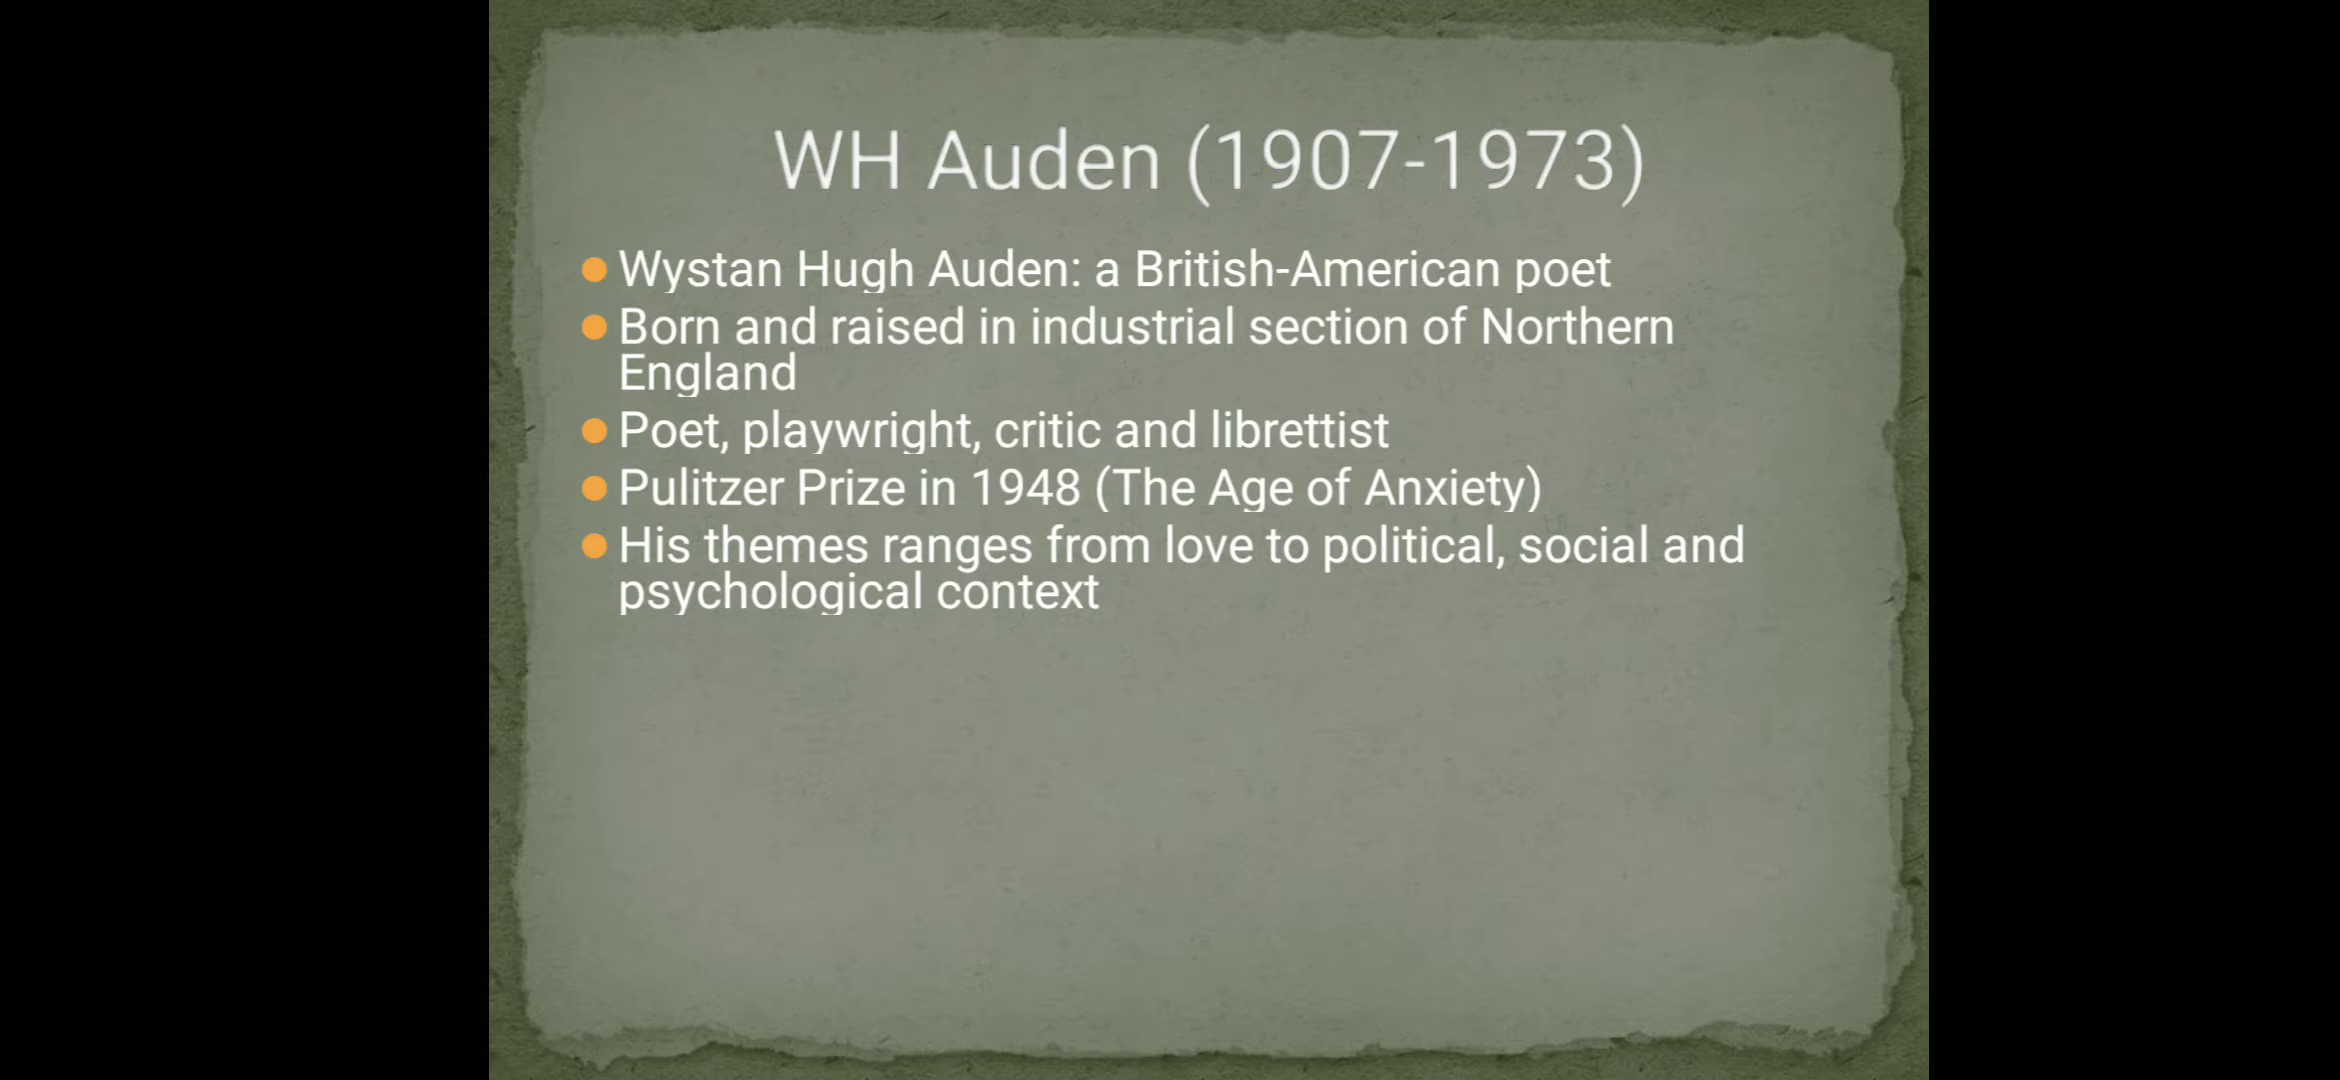 WH Auden (1907-1973)
Wystan Hugh Auden: a British-American poet
Born and raised in industrial section of Northern
England
Poet, playwright, critic and librettist
Pulitzer Prize in 1948 (The Age of Anxiety)
His themes ranges from love to political, social and
psychological context